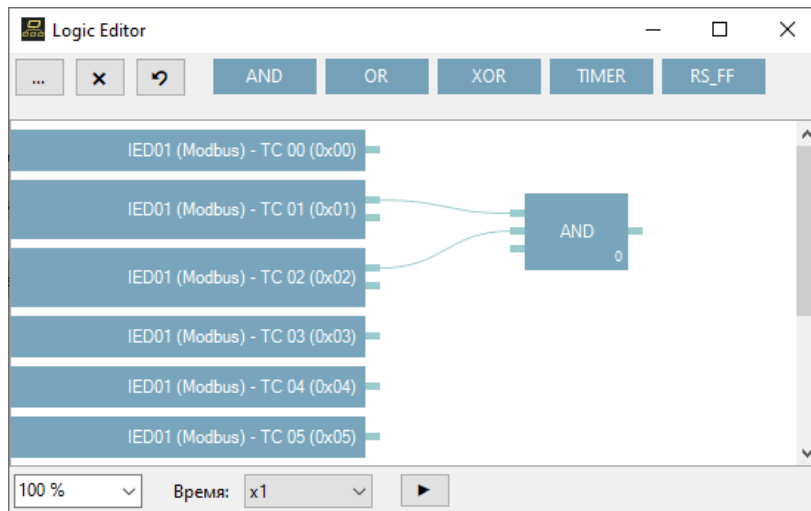 Logic Editor
... AND OR XOR TIMER RS_FF
IED01 (Modbus) - TC 00 (0x00)
IED01 (Modbus) - TC 01 (0x01)
AND
0
IED01 (Modbus) - TC 02 (0x02)
IED01 (Modbus) - TC 03 (0x03)
IED01 (Modbus) - TC 04 (0x04)
IED01 (Modbus) - TC 05 (0x05)
100 % Время: x1